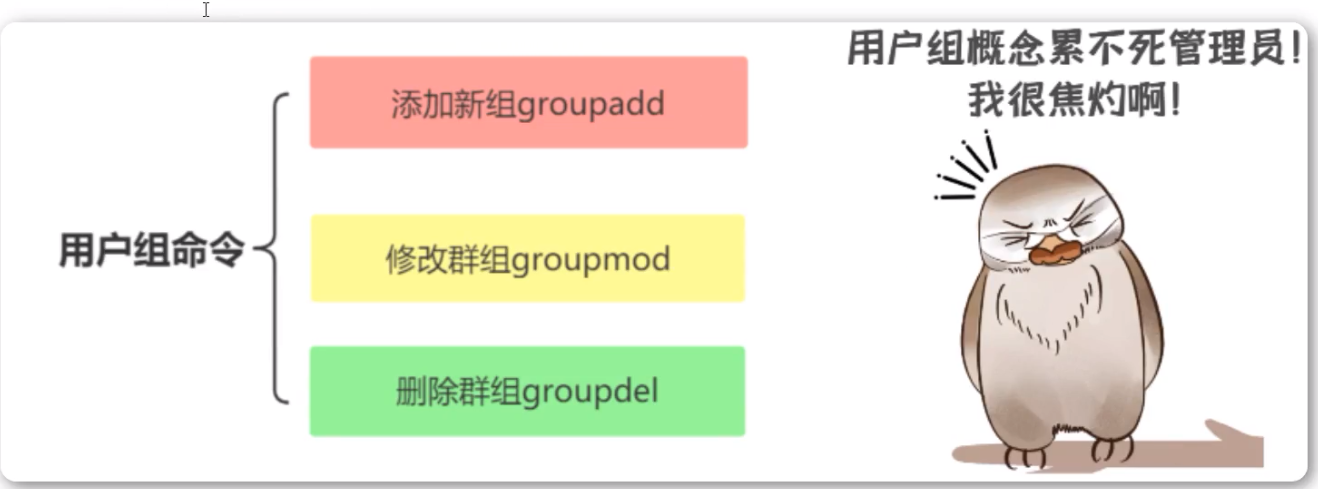 用户组概念累不死管理员!
我很焦灼啊!
用户组命令
添加新组groupadd
修改群组groupmod
删除群组groupdel